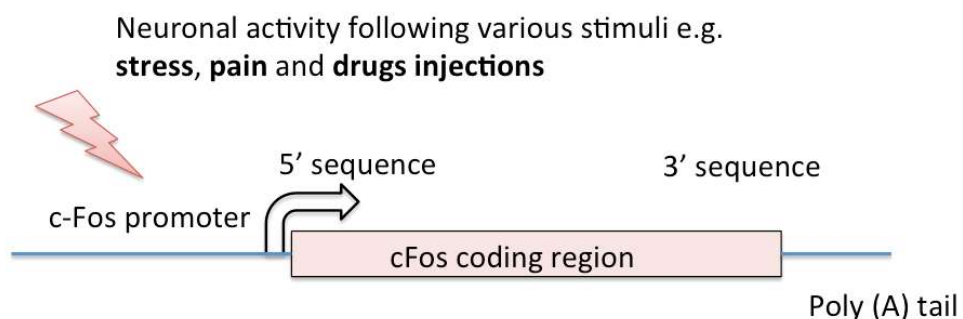 Neuronal activity following various stimuli e.g.
stress, pain and drugs injections
5’ sequence
3’ sequence
c-Fos promoter
cFos coding region
Poly (A) tail